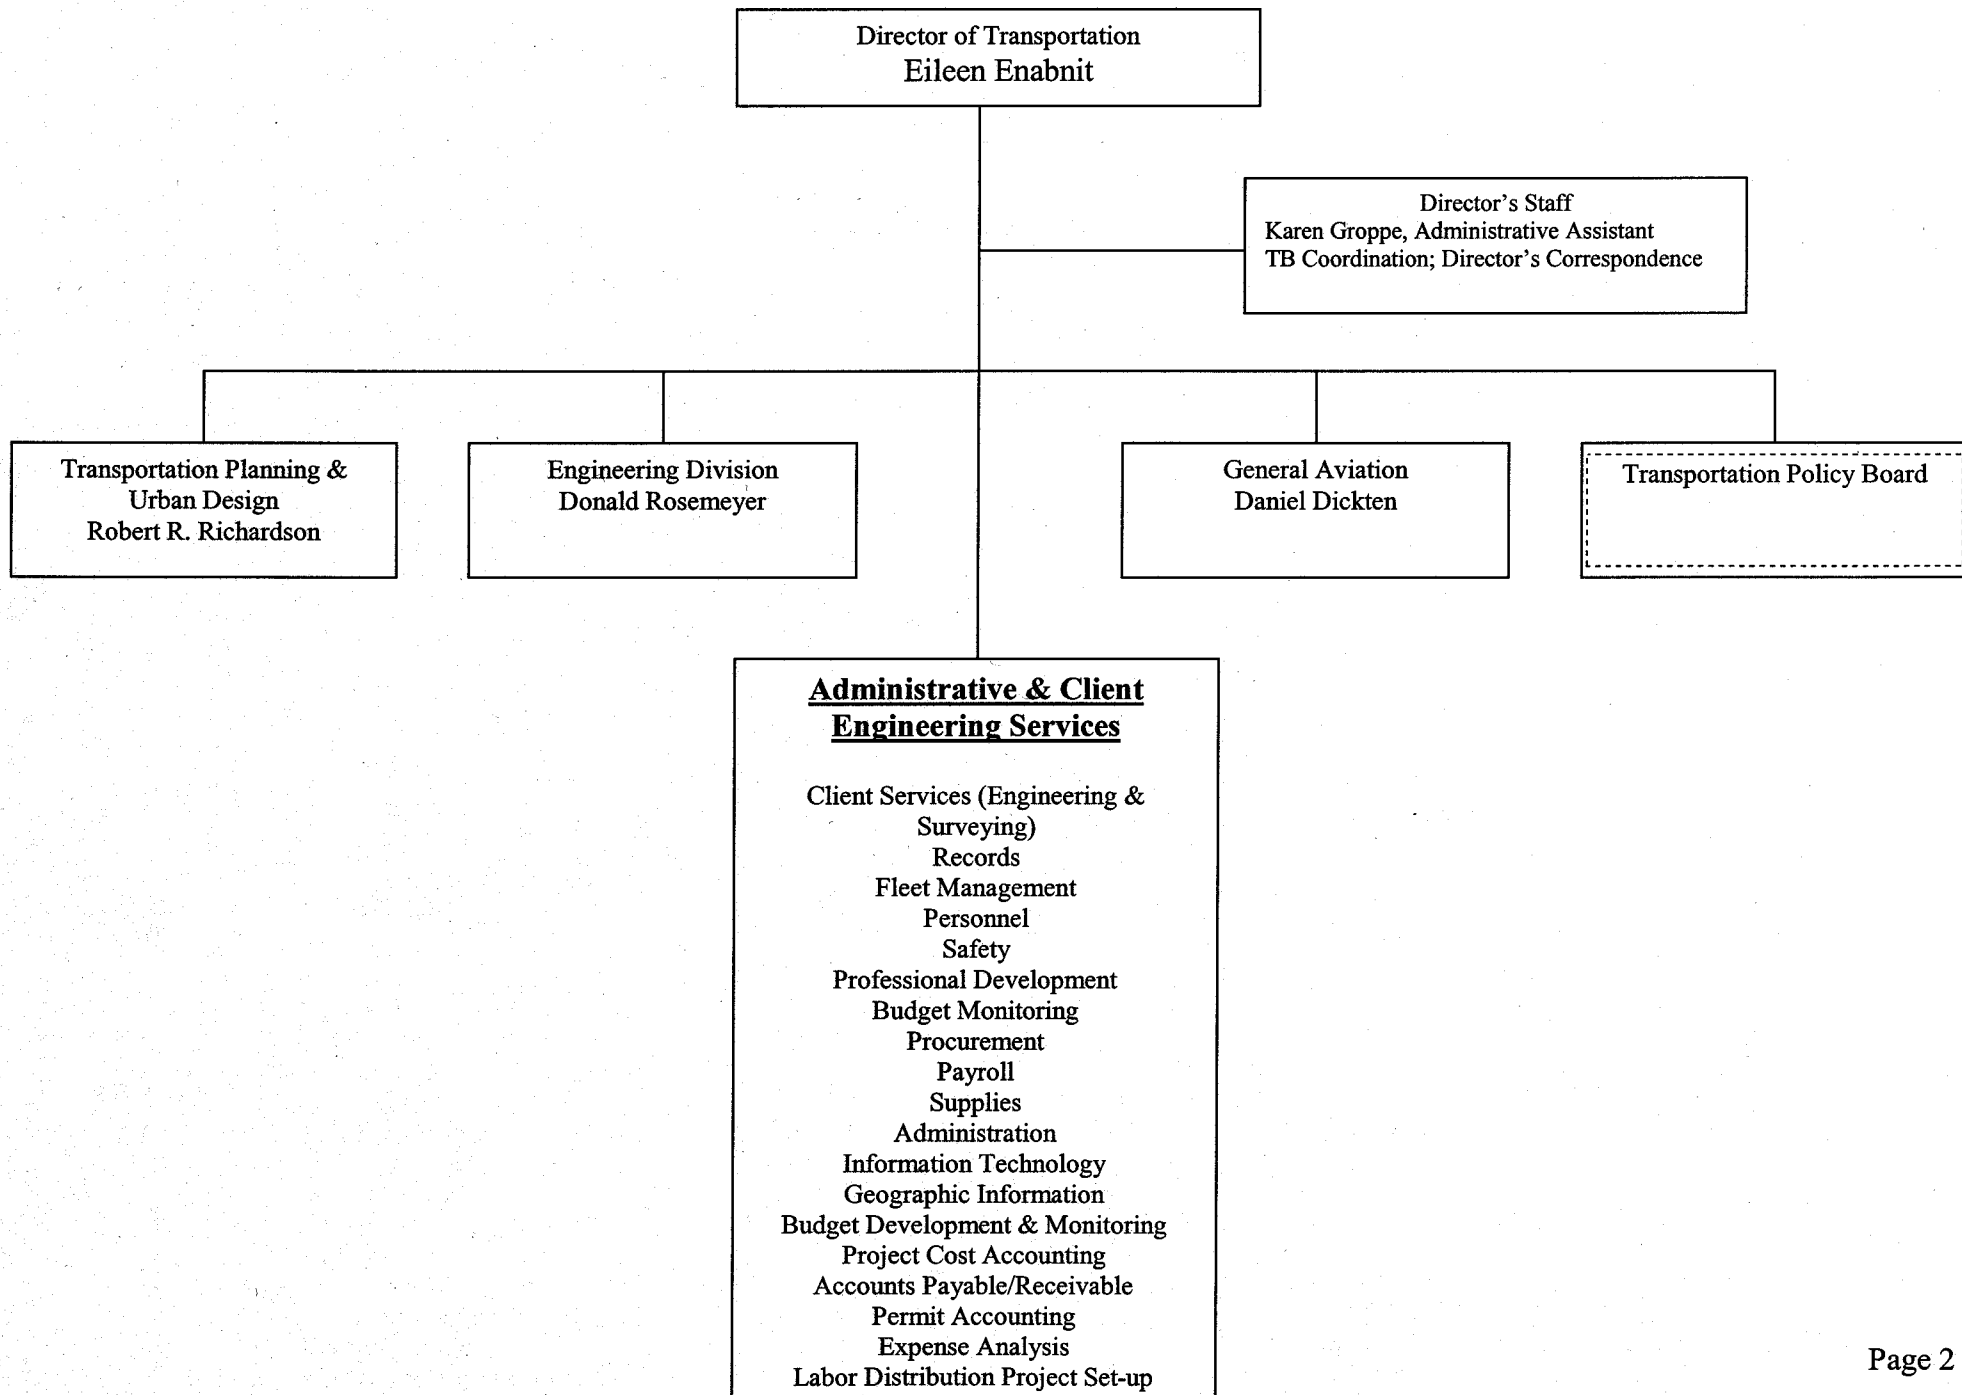 Director of Transportation
Eileen Enabnit
Director's Staff
Karen Groppe, Administrative Assistant
TB Coordination; Director's Correspondence
Transportation Planning &
Urban Design
Robert R. Richardson
Engineering Division
Donald Rosemeyer
General Aviation
Daniel Dickten
Transportation Policy Board
Administrative & Client
Engineering Services
Client Services (Engineering &
Surveying)
Records
Fleet Management
Personnel
Safety
Professional Development
Budget Monitoring
Procurement
Payroll
Supplies
Administration
Information Technology
Geographic Information
Budget Development & Monitoring
Project Cost Accounting
Accounts Payable/Receivable
Permit Accounting
Expense Analysis
Labor Distribution Project Set-up
Page 2